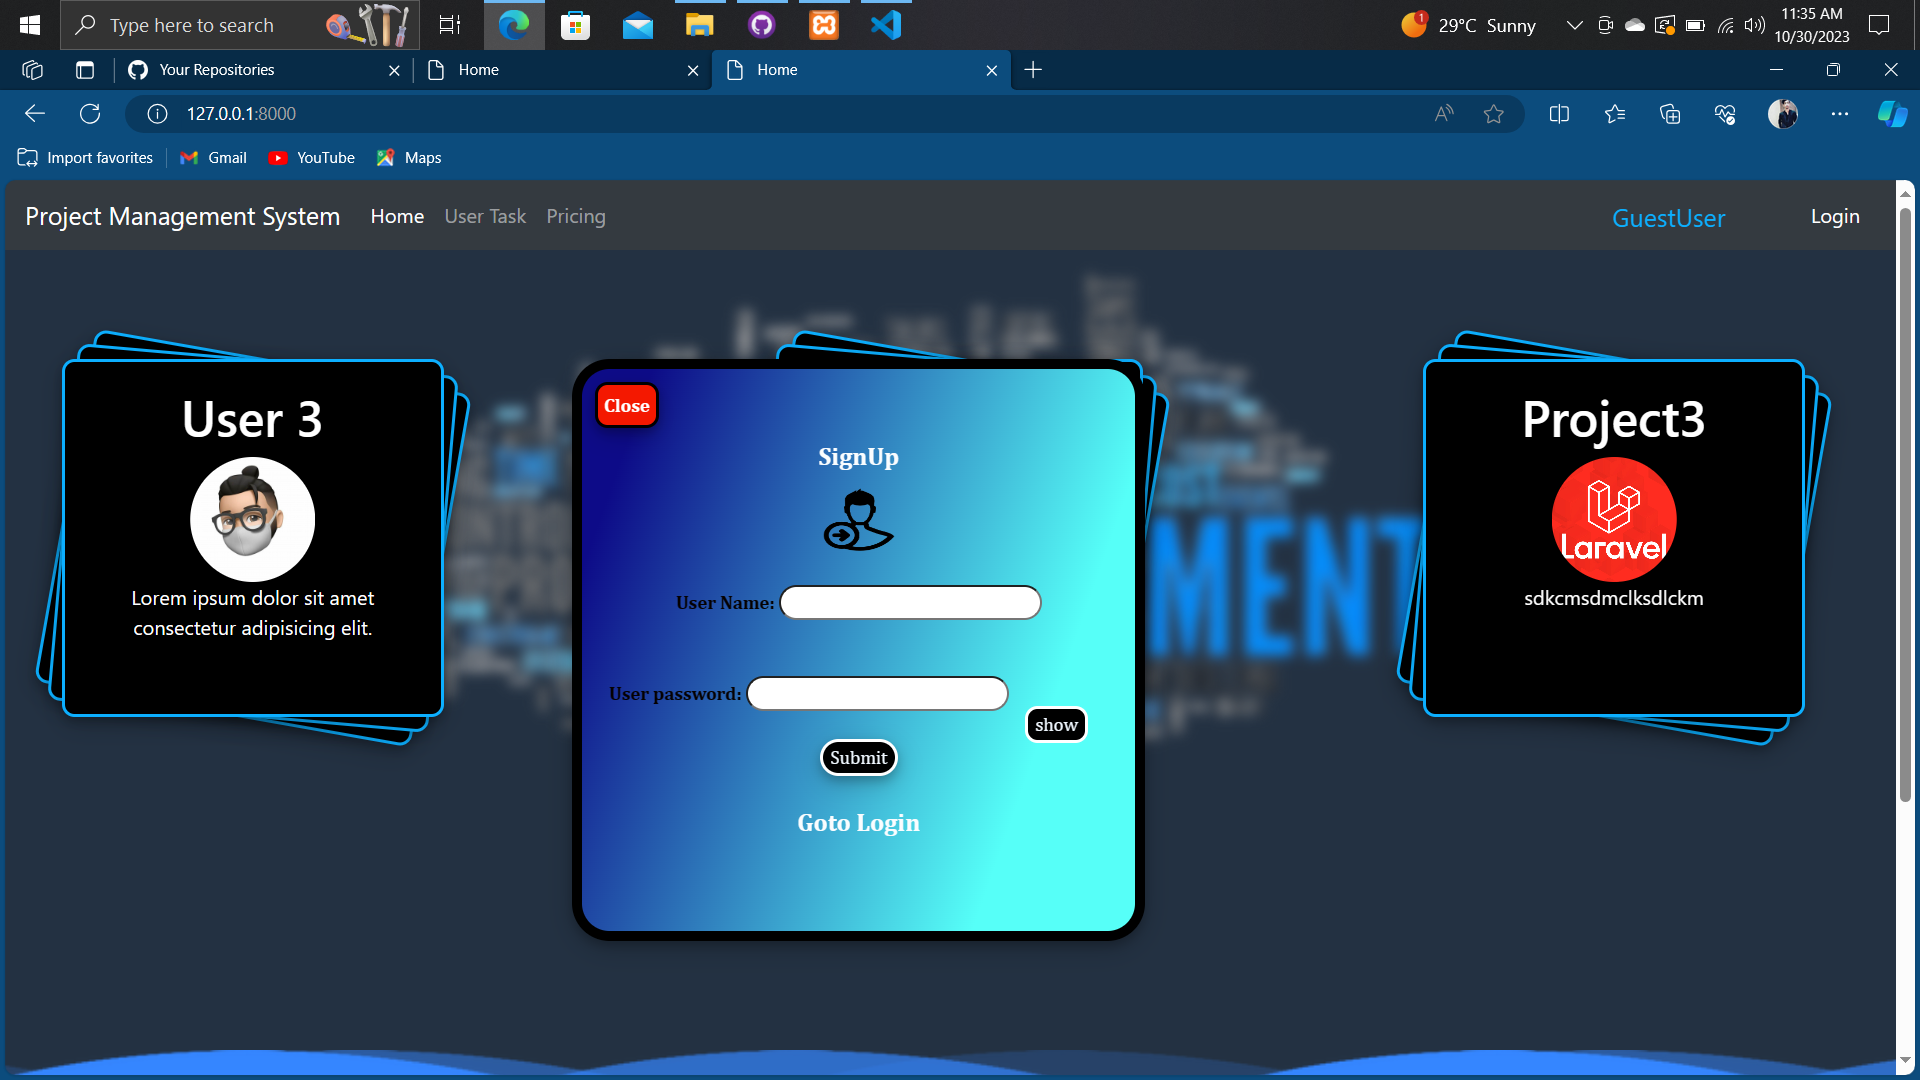 Type here to search
1
29°C Sunny
11:35 AM
10/30/2023
Your Repositories
Home
Home
127.0.0.1:8000
Import favorites
Gmail
YouTube
Maps
Project Management System
Home
User Task
Pricing
GuestUser
Login
User 3
Lorem ipsum dolor sit amet
consectetur adipisicing elit.
Close
SignUp
User Name:
User password:
show
Submit
Goto Login
MENT
Project3
Laravel
sdkcmsdmclksdlckm